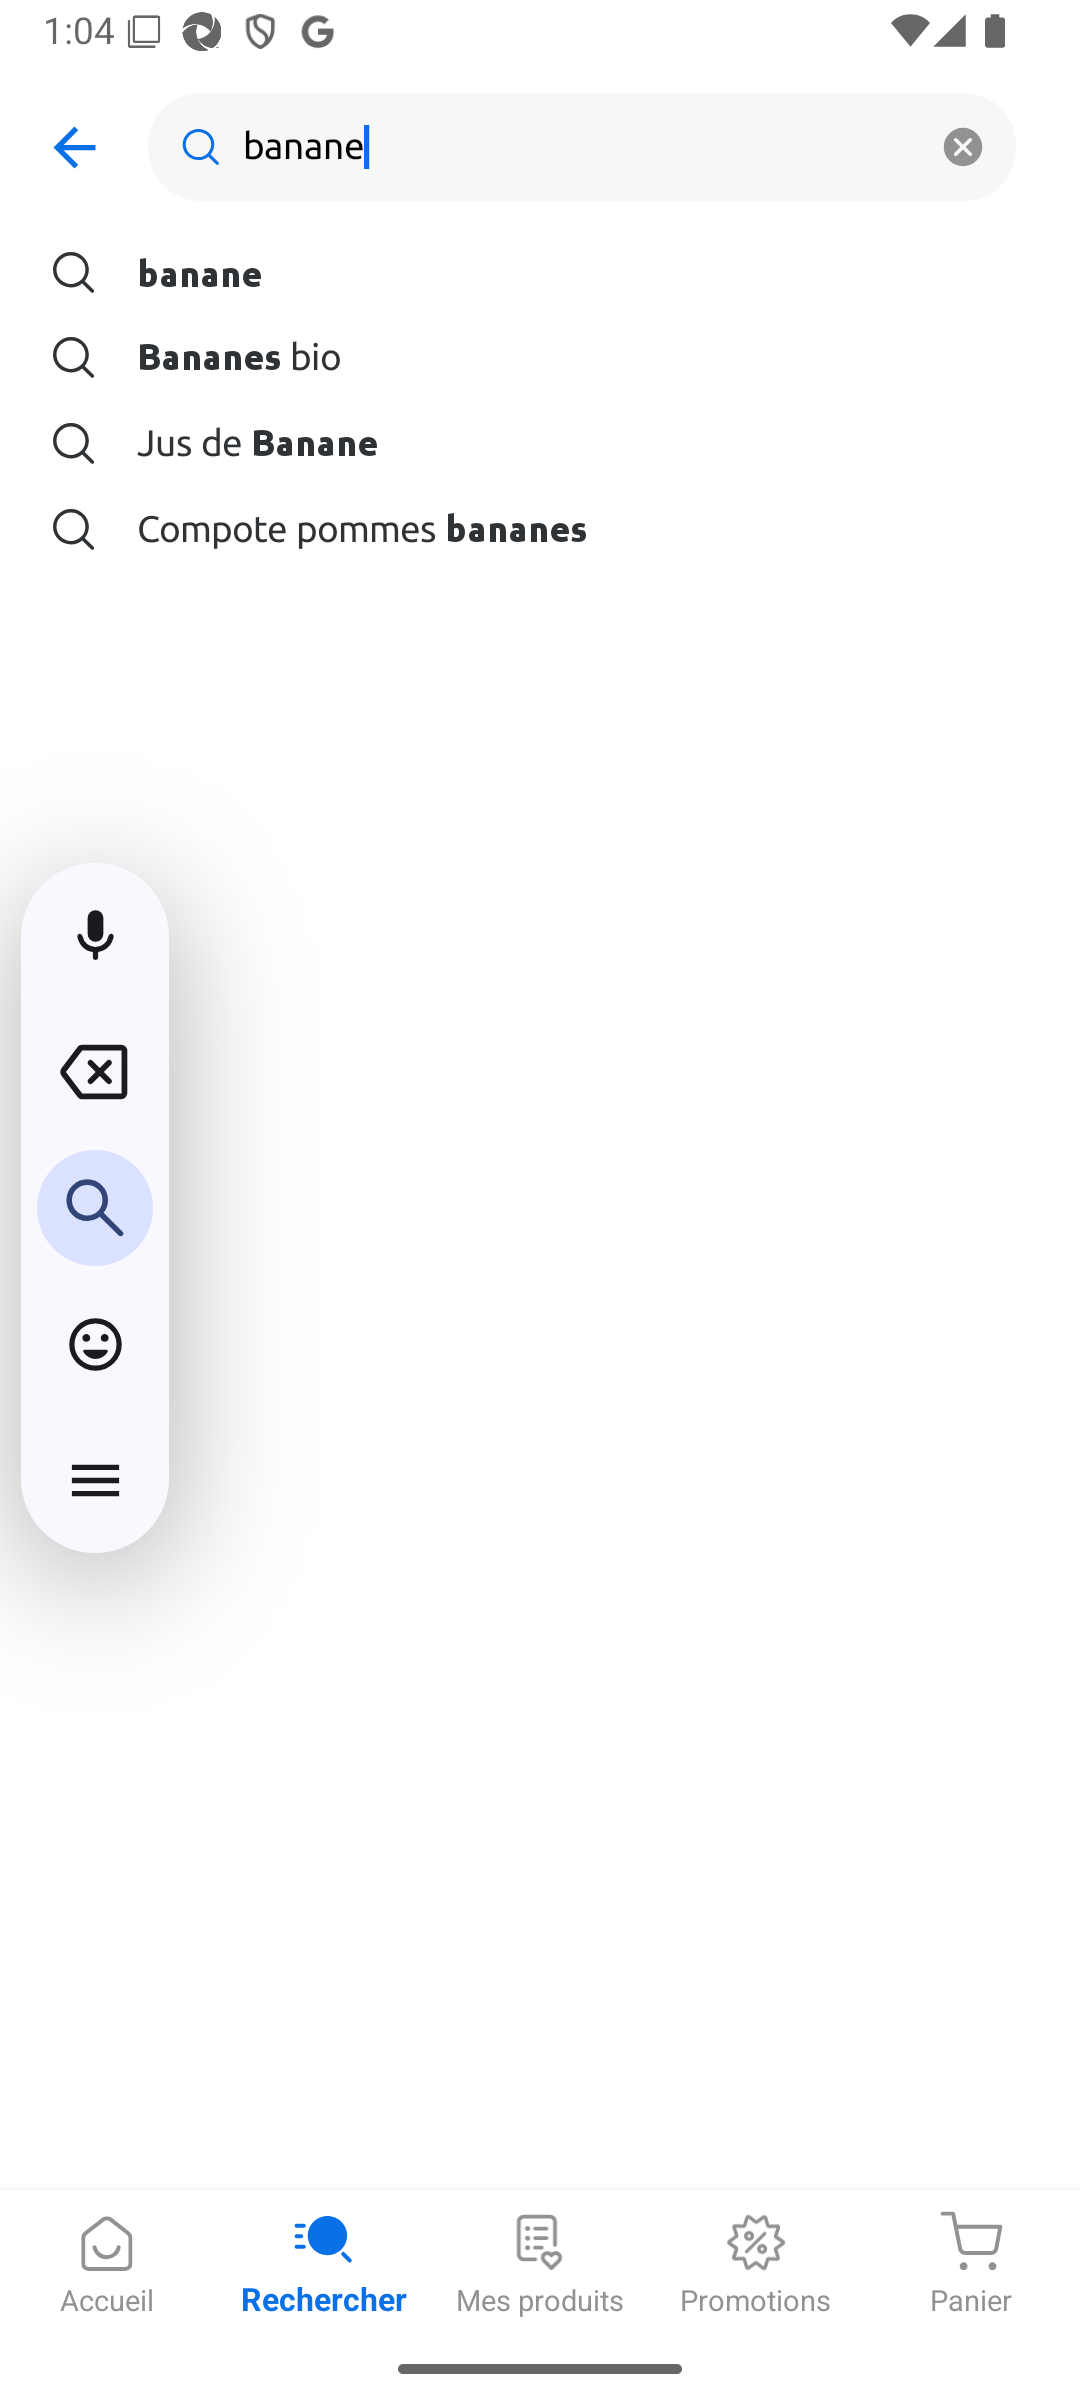 1:04
banane
banane
Bananes bio
Jus de Banane
Compote pommes bananes
Accueil
Rechercher
Mes produits
Promotions
Panier